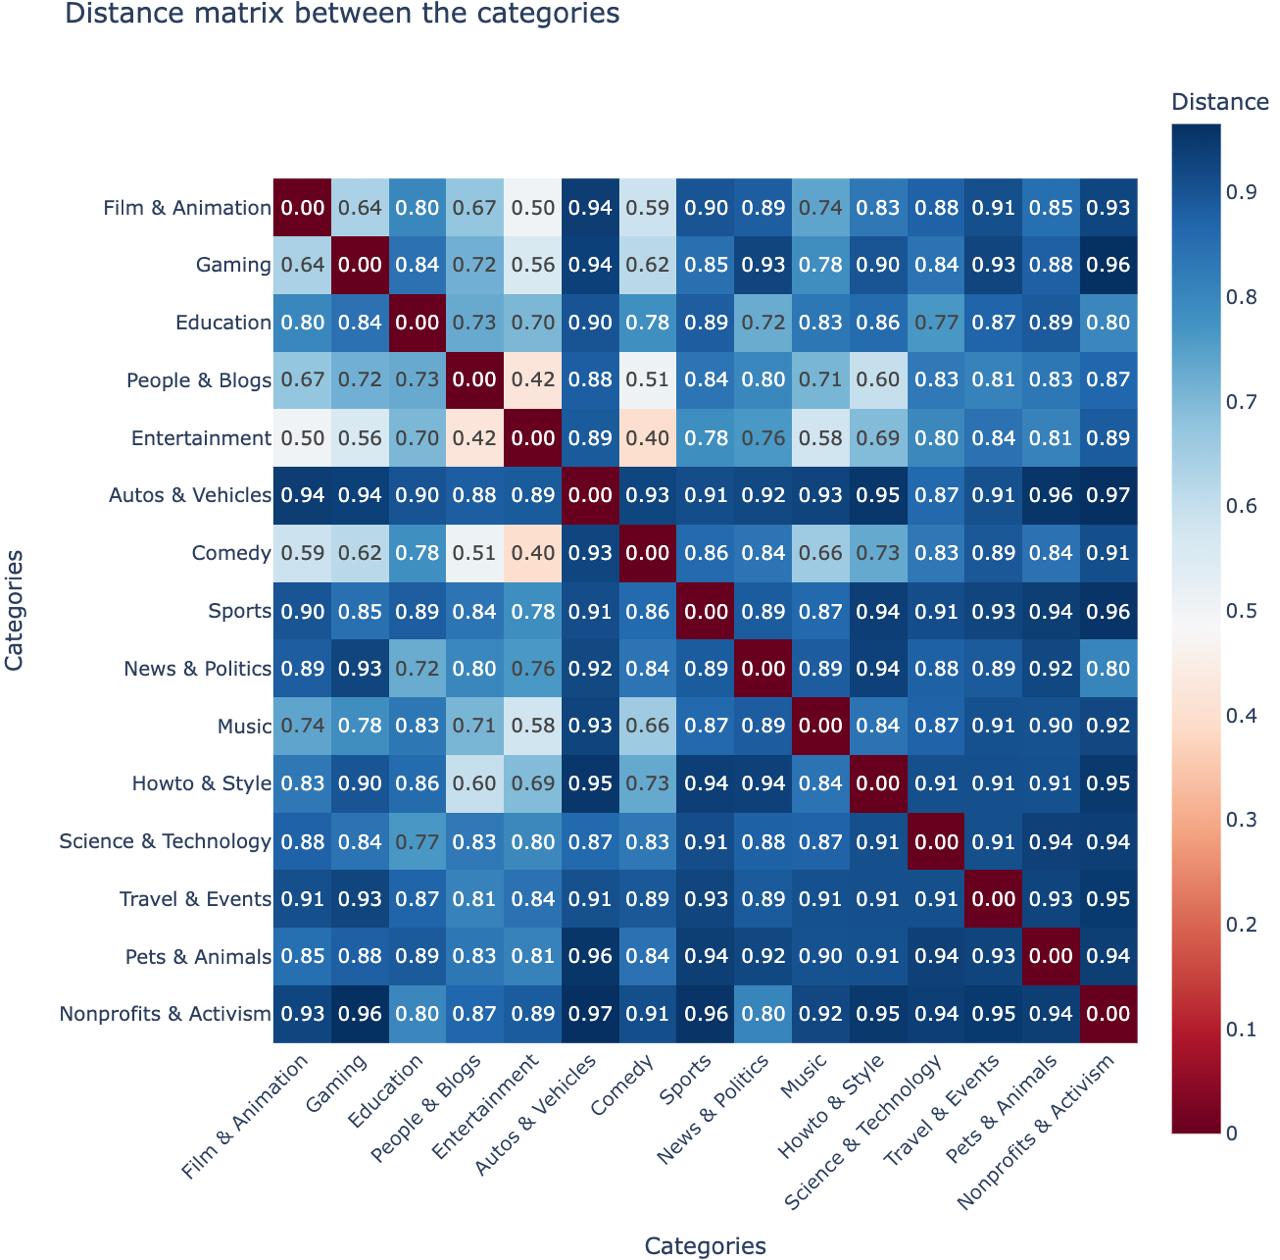 Distance matrix between the categories
Distance
Film & Animation 0.00 0.64 0.80 0.67 0.50 0.94 0.59 0.90 0.89 0.74 0.83 0.88 0.91 0.85 0.93
Gaming 0.64 0.00 0.84 0.72 0.56 0.94 0.62 0.85 0.93 0.78 0.90 0.84 0.93 0.88 0.96
Education 0.80 0.84 0.00 0.73 0.70 0.90 0.78 0.89 0.72 0.83 0.86 0.77 0.87 0.89 0.80
People & Blogs 0.67 0.72 0.73 0.00 0.42 0.88 0.51 0.84 0.80 0.71 0.60 0.83 0.81 0.83 0.87
Entertainment 0.50 0.56 0.70 0.42 0.00 0.89 0.40 0.78 0.76 0.58 0.69 0.80 0.84 0.81 0.89
Autos & Vehicles 0.94 0.94 0.90 0.88 0.89 0.00 0.93 0.91 0.92 0.93 0.95 0.87 0.91 0.96 0.97
Comedy 0.59 0.62 0.78 0.51 0.40 0.93 0.00 0.86 0.84 0.66 0.73 0.83 0.89 0.84 0.91
Sports 0.90 0.85 0.89 0.84 0.78 0.91 0.86 0.00 0.89 0.87 0.94 0.91 0.93 0.94 0.96
News & Politics 0.89 0.93 0.72 0.80 0.76 0.92 0.84 0.89 0.00 0.89 0.94 0.88 0.89 0.92 0.80
Music 0.74 0.78 0.83 0.71 0.58 0.93 0.66 0.87 0.89 0.00 0.84 0.87 0.91 0.90 0.92
Howto & Style 0.83 0.90 0.86 0.60 0.69 0.95 0.73 0.94 0.94 0.84 0.00 0.91 0.91 0.91 0.95
Science & Technology 0.88 0.84 0.77 0.83 0.80 0.87 0.83 0.91 0.88 0.87 0.91 0.00 0.91 0.94 0.94
Travel & Events 0.91 0.93 0.87 0.81 0.84 0.91 0.89 0.93 0.89 0.91 0.91 0.91 0.00 0.93 0.95
Pets & Animals 0.85 0.88 0.89 0.83 0.81 0.96 0.84 0.94 0.92 0.90 0.91 0.94 0.93 0.00 0.94
Nonprofits & Activism 0.93 0.96 0.80 0.87 0.89 0.97 0.91 0.96 0.80 0.92 0.95 0.94 0.95 0.94 0.00
Categories
Film & Animation
Gaming
Education
People & Blogs
Entertainment
Autos & Vehicles
Comedy
Sports
News & Politics
Music
Howto & Style
Science & Technology
Travel & Events
Pets & Animals
Nonprofits & Activism
Categories
0.9
0.8
0.7
0.6
0.5
0.4
0.3
0.2
0.1
0